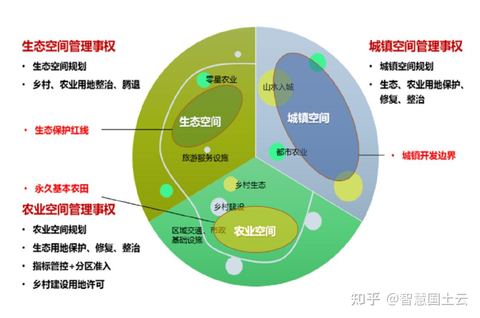 生态空间管理事权
• 生态空间规划
• 乡村、农业用地整治、腾退
• 生态保护红线
• 永久基本农田
农业空间管理事权
• 农业空间规划
• 生态用地保护、修复、整治
• 指标管控+分区准入
• 乡村建设用地许可
零星农业
生态空间
旅游服务设施
山水入城
城镇空间
都市农业
乡村生态
乡村建设
区域交通、市政
基础设施
农业空间
城镇空间管理事权
• 城镇空间规划
• 生态、农业用地保护、
修复、整治
• 城镇开发边界
知乎 @智慧国土云